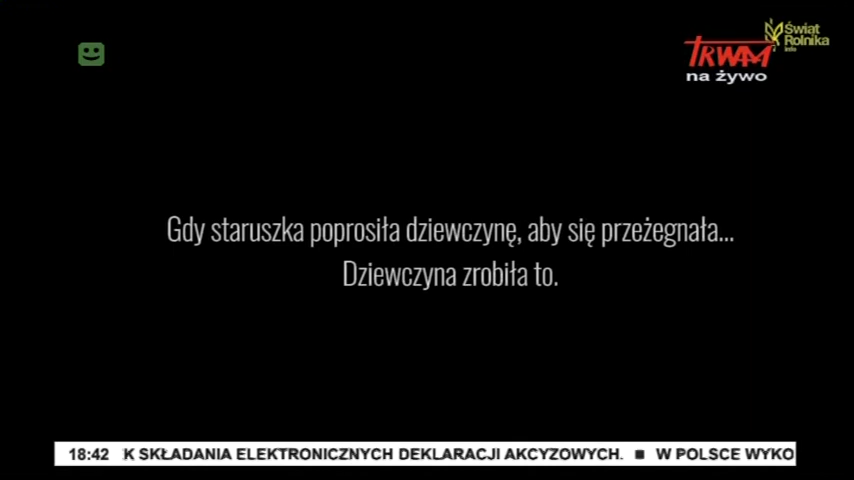 Świat
Rolnika
info
TRWAM
na żywo
Gdy staruszka poprosiła dziewczynę, aby się przeżegnała...
Dziewczyna zrobiła to.
18:42 K SKŁADANIA ELEKTRONICZNYCH DEKLARACJI AKCYZOWYCH. ■ W POLSCE WYKO